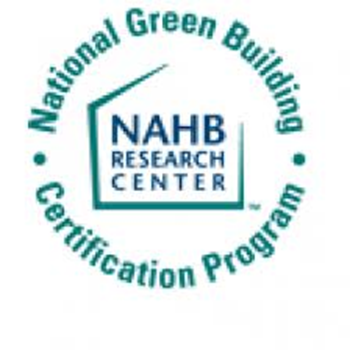 National Green Building
NAHB
RESEARCH
CENTER
™
• Certification Program •